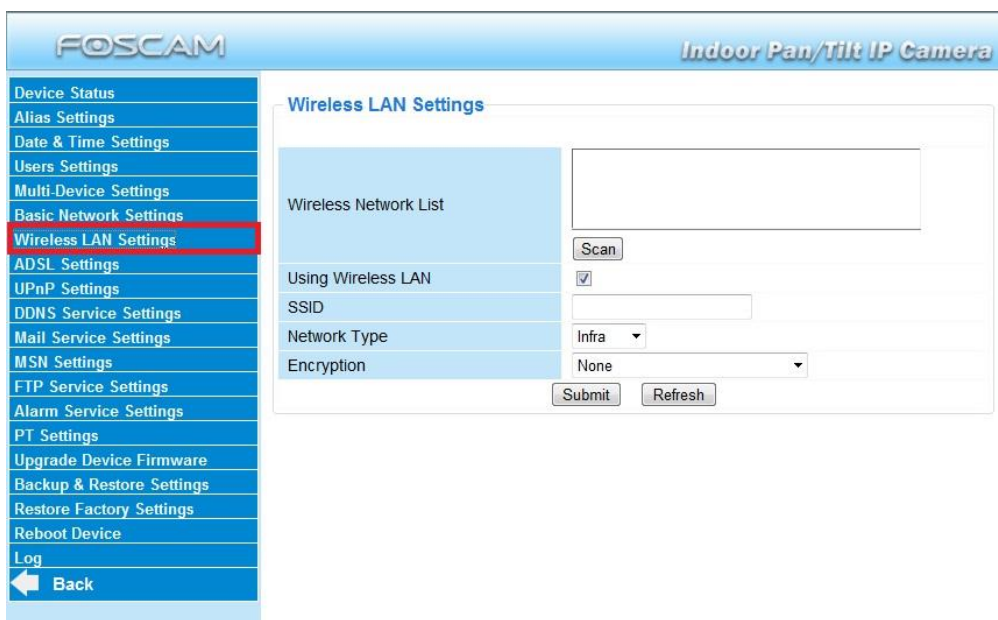 FOSCAM
Indoor Pan/Tilt IP Camera
Device Status
Alias Settings
Date & Time Settings
Users Settings
Multi-Device Settings
Basic Network Settings
Wireless LAN Settings
ADSL Settings
UPnP Settings
DDNS Service Settings
Mail Service Settings
MSN Settings
FTP Service Settings
Alarm Service Settings
PT Settings
Upgrade Device Firmware
Backup & Restore Settings
Restore Factory Settings
Reboot Device
Log
Back
Wireless LAN Settings
Wireless Network List
Scan
Using Wireless LAN
SSID
Network Type Infra
Encryption None
Submit Refresh